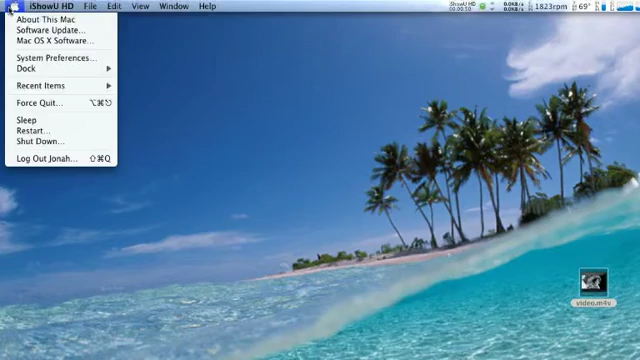 iShowU HD File Edit View Window Help
iShowU HD
00:00:10
0.0KB/s
0.0KB/s
1823rpm
69°
About This Mac
Software Update...
Mac OS X Software...
System Preferences...
Dock
Recent Items
Force Quit...
Sleep
Restart...
Shut Down...
Log Out Jonah... ⇧⌘Q
video.m4v